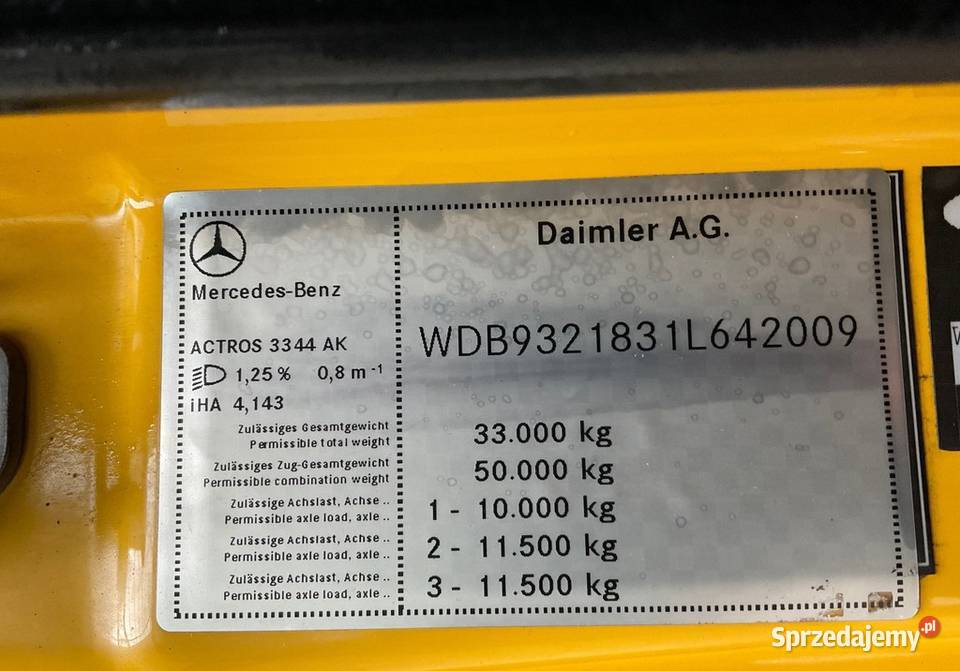 Daimler A.G.
Mercedes-Benz
WDB9321831L642009
ACTROS 3344 AK
1,25 % 0,8 m -1
iHA 4,143
Zulässiges Gesamtgewicht
Permissible total weight
33.000 kg
Zulässiges Zug-Gesamtgewicht
Permissible combination weight
50.000 kg
Zulässige Achslast, Achse ..
Permissible axle load, axle ..
1 - 10.000 kg
Zulässige Achslast, Achse ..
Permissible axle load, axle ..
2 - 11.500 kg
Zulässige Achslast, Achse ..
Permissible axle load, axle ..
3 - 11.500 kg
Sprzedajemy.pl